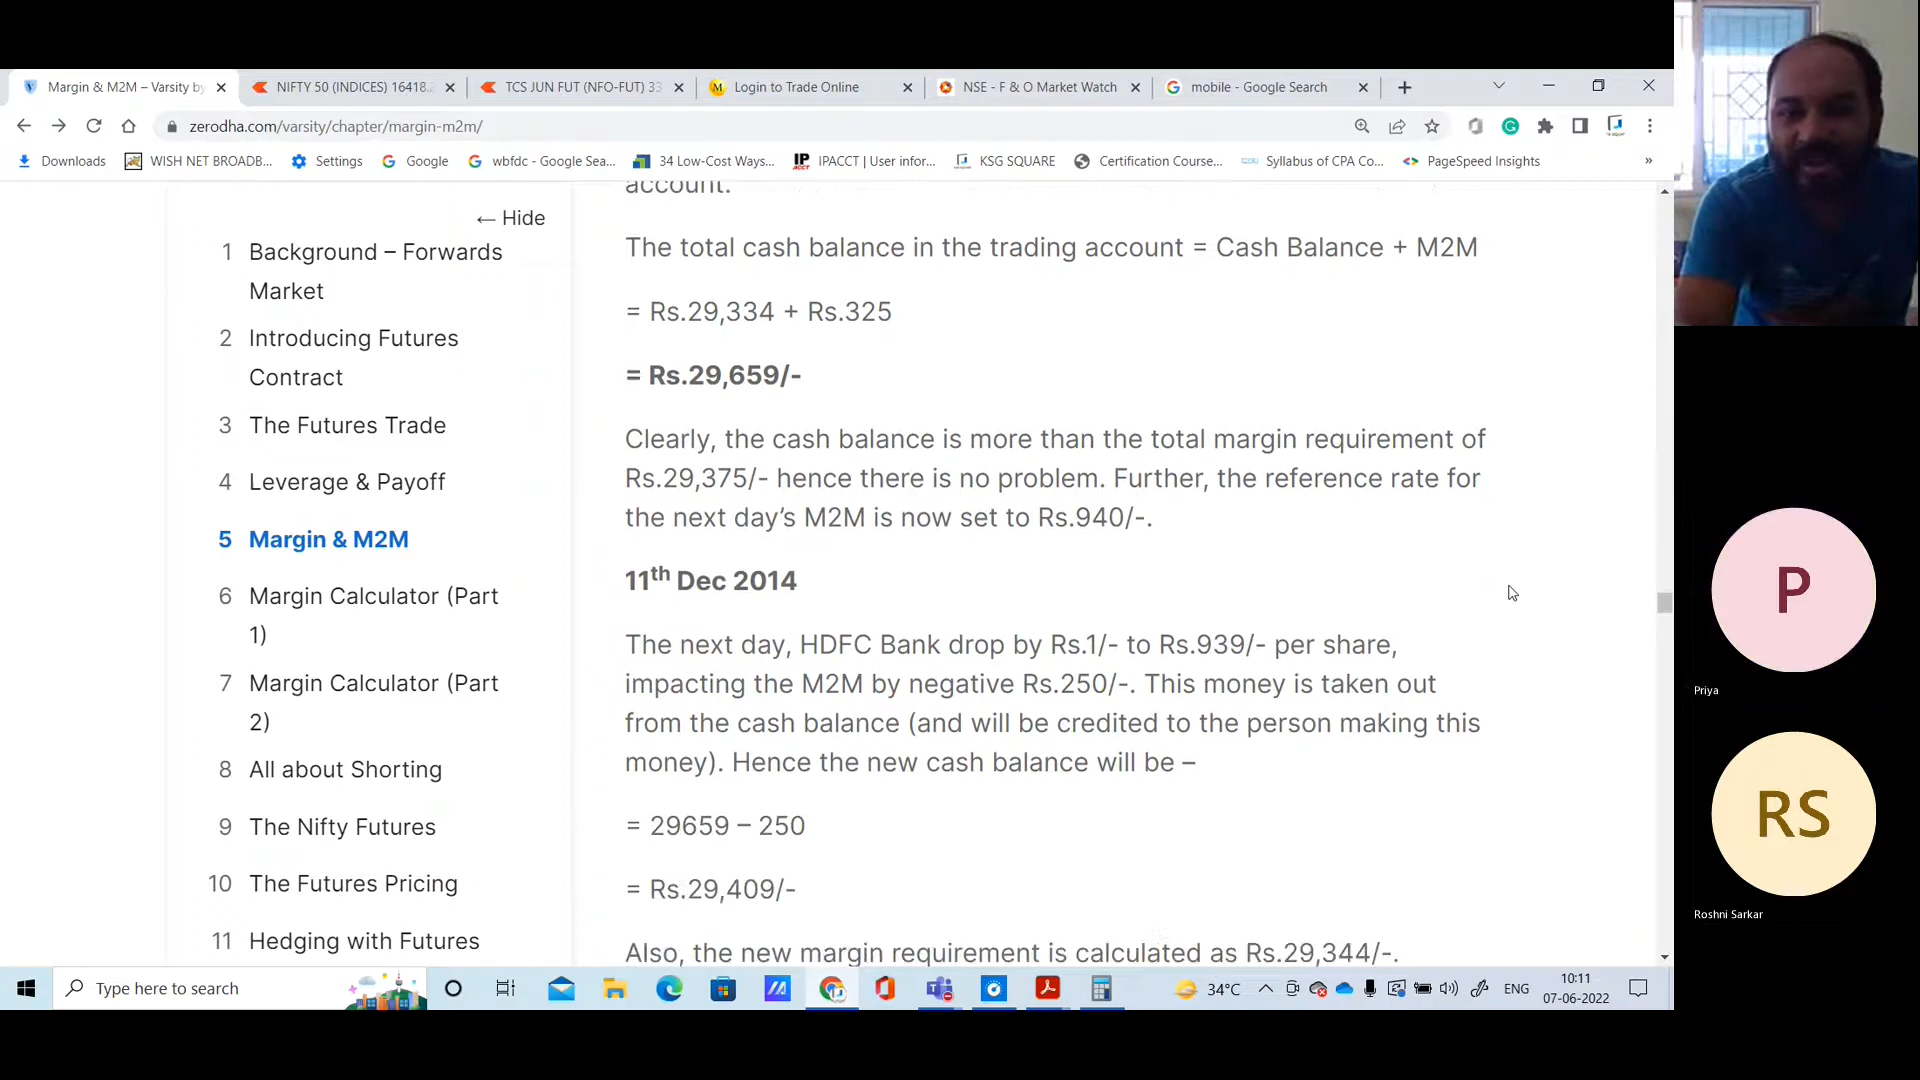 Margin & M2M – Varsity by
NIFTY 50 (INDICES) 16418.2
TCS JUN FUT (NFO-FUT) 33
Login to Trade Online
NSE - F & O Market Watch
mobile - Google Search
zerodha.com/varsity/chapter/margin-m2m/
Downloads
WISH NET BROADB...
Settings
Google
wbfdc - Google Sea...
34 Low-Cost Ways...
IPACCT | User infor...
KSG SQUARE
Certification Course...
Syllabus of CPA Co...
PageSpeed Insights
»
← Hide
1 Background – Forwards
Market
2 Introducing Futures
Contract
3 The Futures Trade
4 Leverage & Payoff
5 Margin & M2M
6 Margin Calculator (Part
1)
7 Margin Calculator (Part
2)
8 All about Shorting
9 The Nifty Futures
10 The Futures Pricing
11 Hedging with Futures
account.
The total cash balance in the trading account = Cash Balance + M2M
= Rs.29,334 + Rs.325
= Rs.29,659/-
Clearly, the cash balance is more than the total margin requirement of
Rs.29,375/- hence there is no problem. Further, the reference rate for
the next day’s M2M is now set to Rs.940/-.
11th Dec 2014
The next day, HDFC Bank drop by Rs.1/- to Rs.939/- per share,
impacting the M2M by negative Rs.250/-. This money is taken out
from the cash balance (and will be credited to the person making this
money). Hence the new cash balance will be –
= 29659 – 250
= Rs.29,409/-
Also, the new margin requirement is calculated as Rs.29,344/-.
P
Priya
RS
Roshni Sarkar
Type here to search
34°C
ENG
10:11
07-06-2022